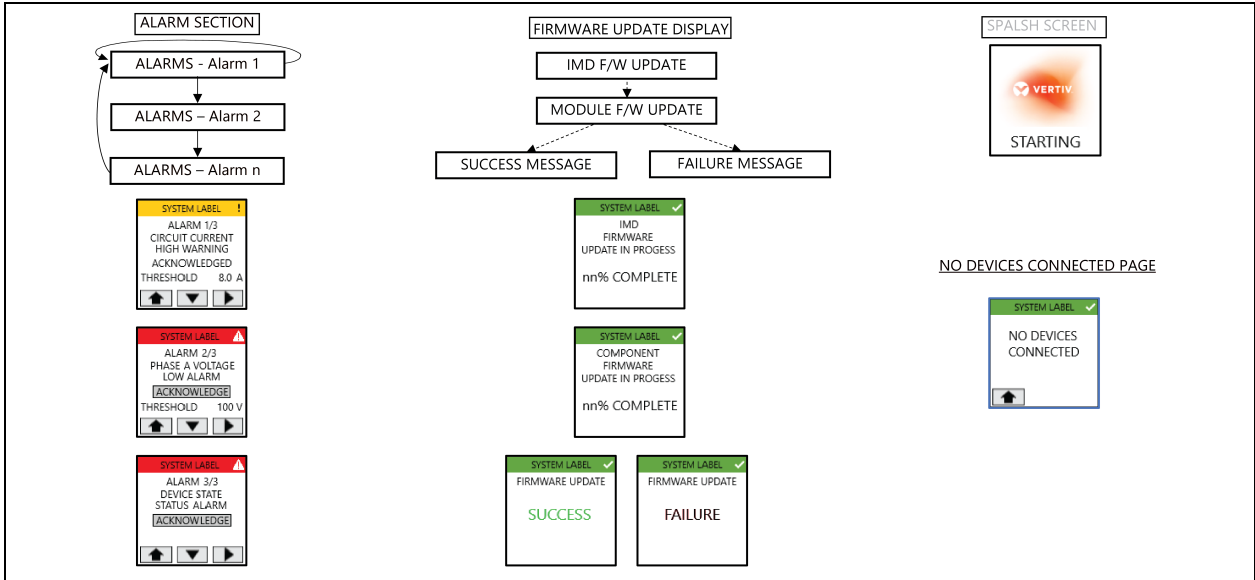 ALARM SECTION
ALARMS - Alarm 1
ALARMS – Alarm 2
ALARMS – Alarm n
SYSTEM LABEL !
ALARM 1/3
CIRCUIT CURRENT
HIGH WARNING
ACKNOWLEDGED
THRESHOLD 8.0 A
SYSTEM LABEL
ALARM 2/3
PHASE A VOLTAGE
LOW ALARM
ACKNOWLEDGE
THRESHOLD 100 V
SYSTEM LABEL
ALARM 3/3
DEVICE STATE
STATUS ALARM
ACKNOWLEDGE
FIRMWARE UPDATE DISPLAY
IMD F/W UPDATE
MODULE F/W UPDATE
SUCCESS MESSAGE
FAILURE MESSAGE
SYSTEM LABEL
IMD
FIRMWARE
UPDATE IN PROGESS
nn% COMPLETE
SYSTEM LABEL
COMPONENT
FIRMWARE
UPDATE IN PROGESS
nn% COMPLETE
SYSTEM LABEL
FIRMWARE UPDATE
SUCCESS
SYSTEM LABEL
FIRMWARE UPDATE
FAILURE
SPALSH SCREEN
VERTIV
STARTING
NO DEVICES CONNECTED PAGE
SYSTEM LABEL
NO DEVICES
CONNECTED